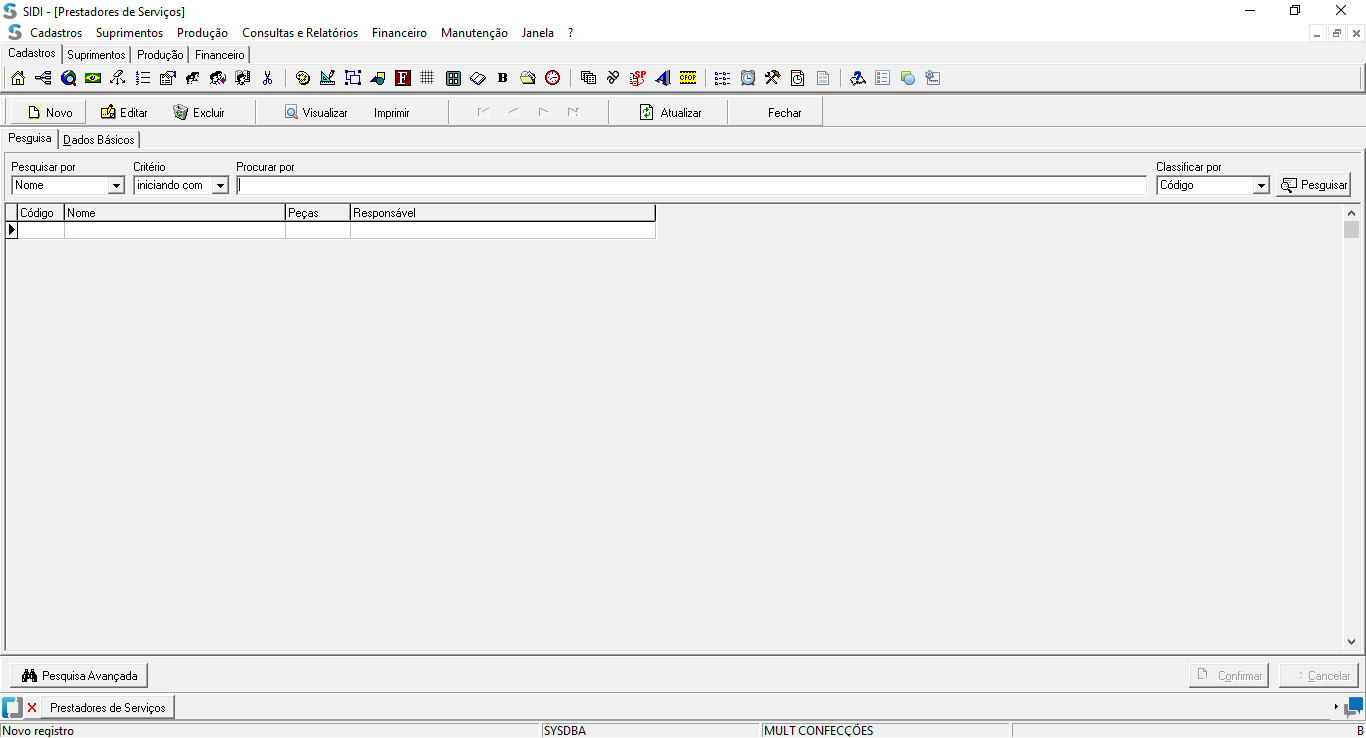 SIDI - [Prestadores de Serviços]
Cadastros Suprimentos Produção Consultas e Relatórios Financeiro Manutenção Janela ?
Cadastros Suprimentos Produção Financeiro
F B SP CFOP
Novo Editar Excluir Visualizar Imprimir Atualizar Fechar
Pesquisa Dados Básicos
Pesquisar por Critério Procurar por Classificar por
Nome iniciando com Código Pesquisar
Código Nome Peças Responsável
Pesquisa Avançada Confirmar Cancelar
Prestadores de Serviços
Novo registro SYSDBA MULT CONFECÇÕES B